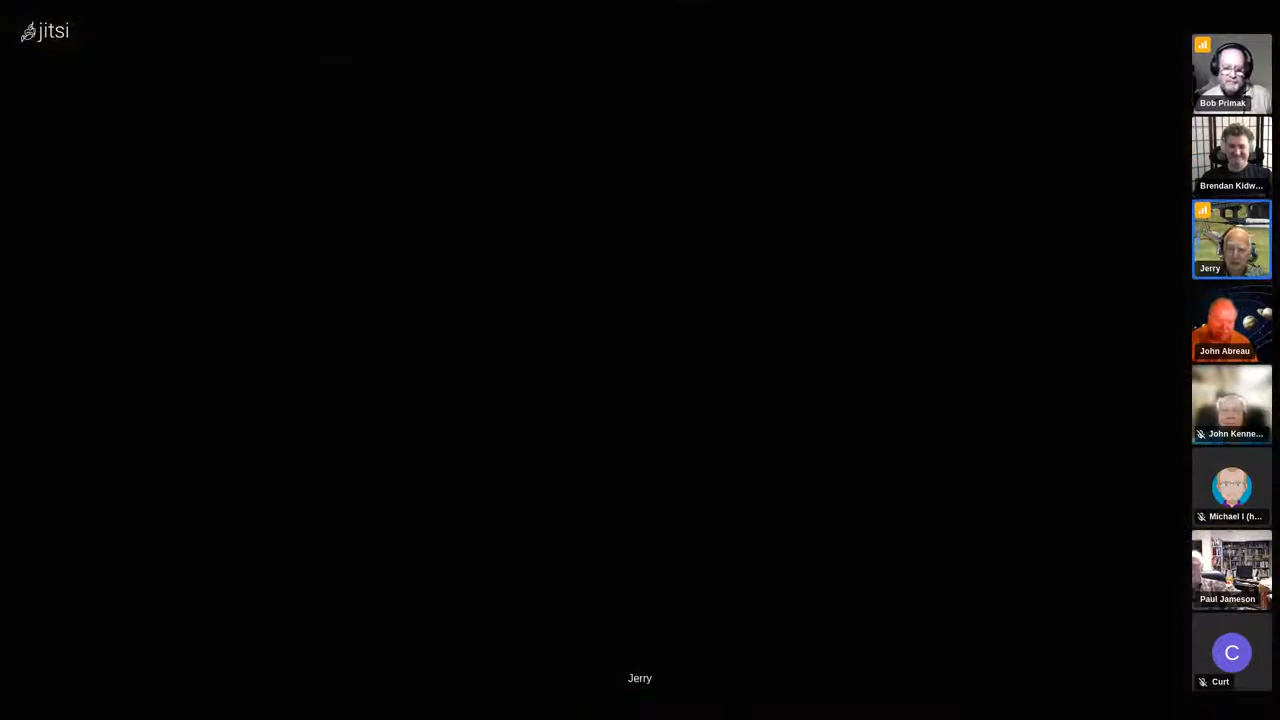 jitsi
Bob Primak
Brendan Kidw...
Jerry
John Abreau
John Kenne...
Michael I (h...
Paul Jameson
C
Curt
Jerry